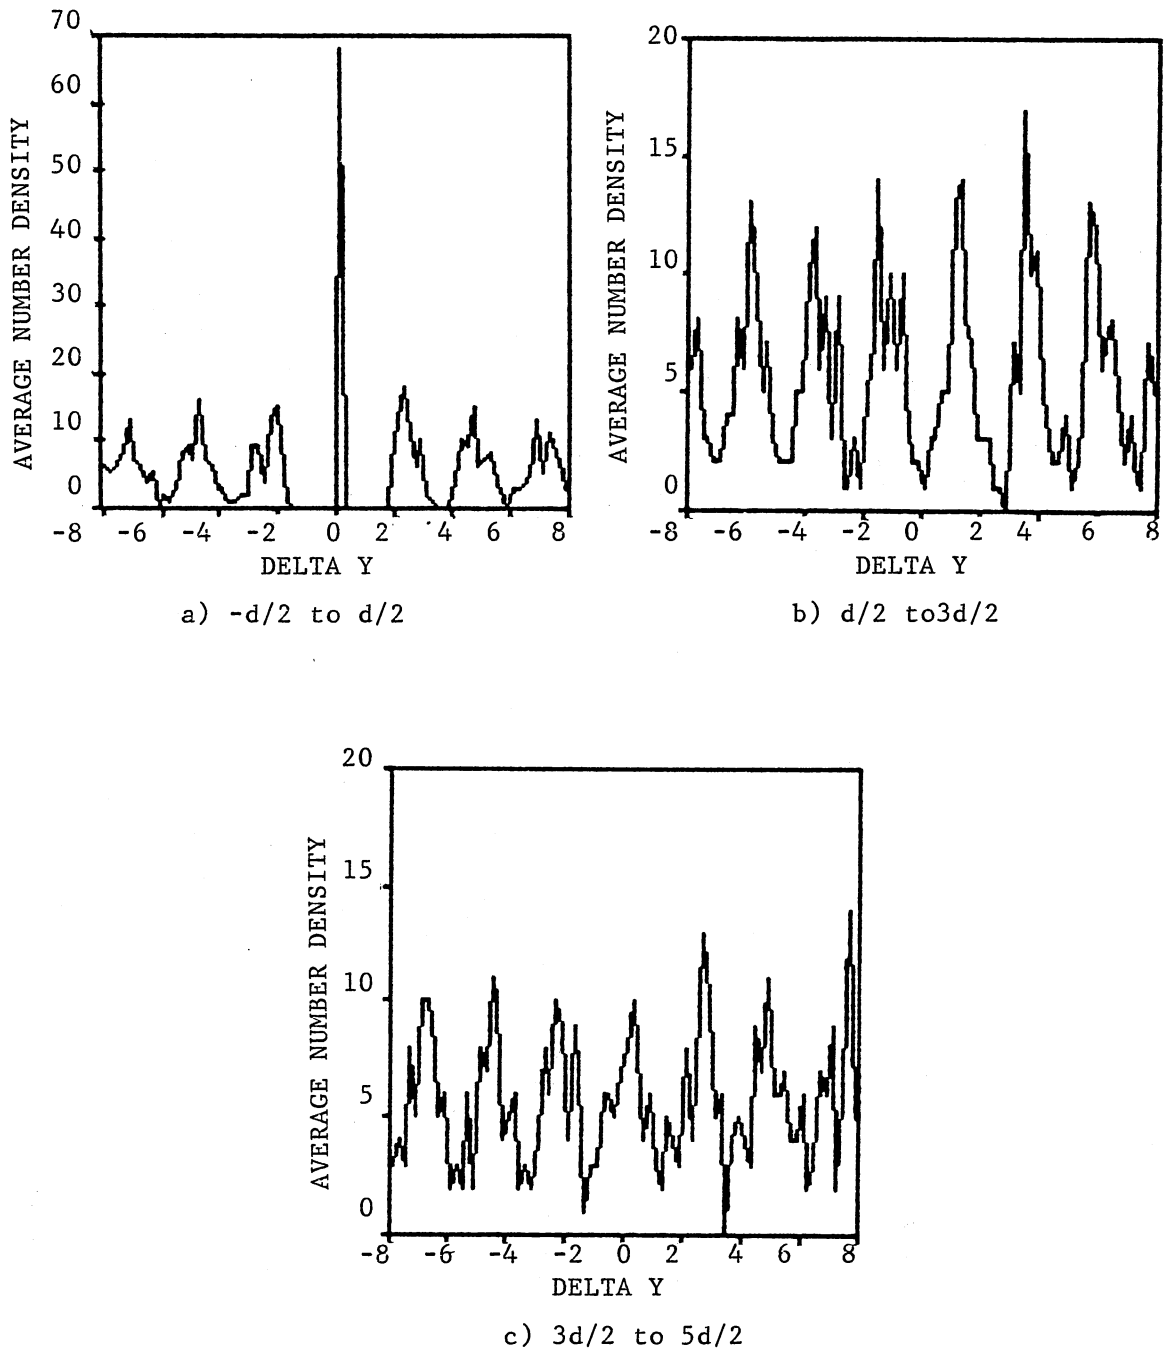 70
60
50
40
30
20
10
0
AVERAGE NUMBER DENSITY
-8 -6 -4 -2 0 2 4 6 8
DELTA Y
a) -d/2 to d/2
20
15
10
5
0
AVERAGE NUMBER DENSITY
-8 -6 -4 -2 0 2 4 6 8
DELTA Y
b) d/2 to3d/2
20
15
10
5
0
AVERAGE NUMBER DENSITY
-8 -6 -4 -2 0 2 4 6 8
DELTA Y
c) 3d/2 to 5d/2